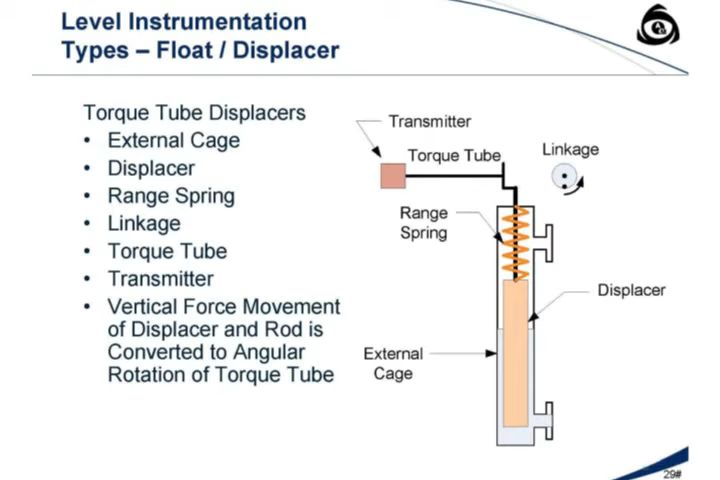 Level Instrumentation
Types – Float / Displacer
Torque Tube Displacers
• External Cage
• Displacer
• Range Spring
• Linkage
• Torque Tube
• Transmitter
• Vertical Force Movement
of Displacer and Rod is
Converted to Angular
Rotation of Torque Tube
Transmitter
Torque Tube
Linkage
Range
Spring
Displacer
External
Cage
29#